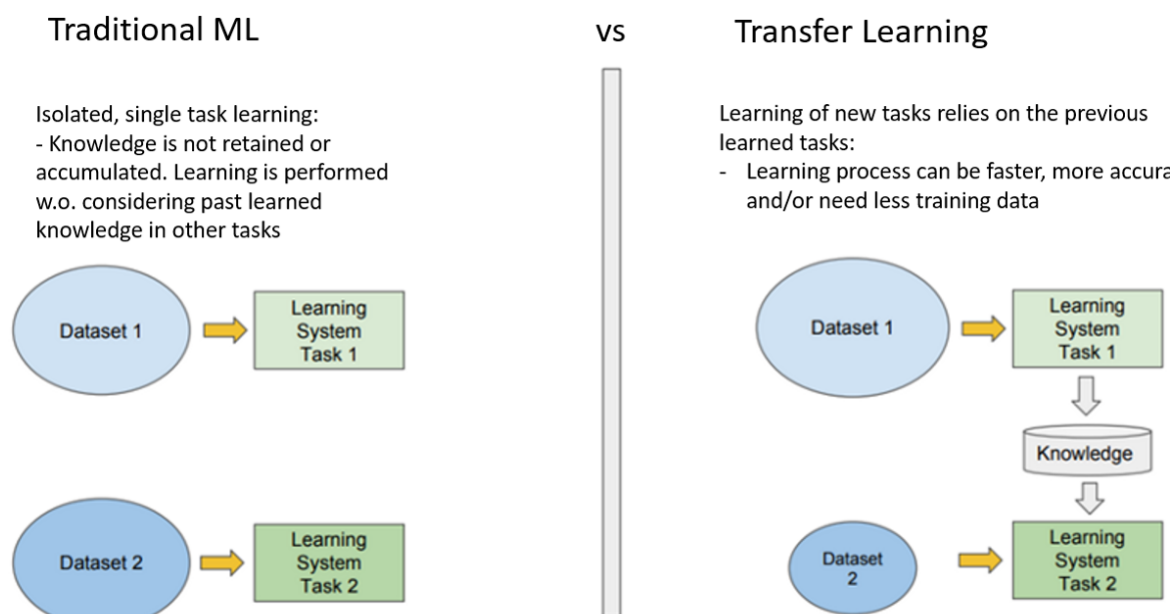 Traditional ML
vs
Transfer Learning
Isolated, single task learning:
- Knowledge is not retained or
accumulated. Learning is performed
w.o. considering past learned
knowledge in other tasks
Learning of new tasks relies on the previous
learned tasks:
- Learning process can be faster, more accura
and/or need less training data
Dataset 1
Learning
System
Task 1
Dataset 2
Learning
System
Task 2
Dataset 1
Learning
System
Task 1
Knowledge
Dataset
2
Learning
System
Task 2